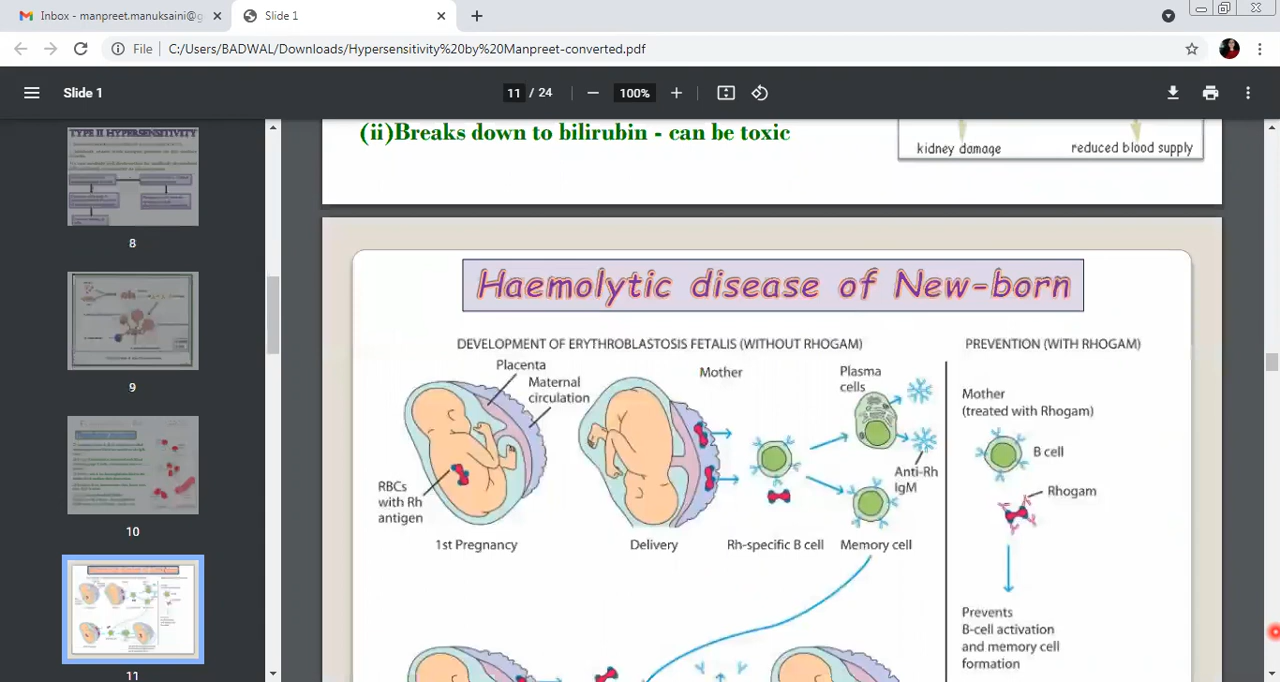 Inbox - manpreet.manuksaini@g
Slide 1
File
C:/Users/BADWAL/Downloads/Hypersensitivity%20by%20Manpreet-converted.pdf
Slide 1
11 / 24
100%
TYPE II HYPERSENSITIVITY
8
9
10
11
(ii)Breaks down to bilirubin - can be toxic
kidney damage
reduced blood supply
Haemolytic disease of New-born
DEVELOPMENT OF ERYTHROBLASTOSIS FETALIS (WITHOUT RHOGAM)
PREVENTION (WITH RHOGAM)
Placenta
Maternal
circulation
Mother
Plasma
cells
Mother
(treated with Rhogam)
B cell
RBCs
with Rh
antigen
Anti-Rh
IgM
Rhogam
1st Pregnancy
Delivery
Rh-specific B cell
Memory cell
Prevents
B-cell activation
and memory cell
formation